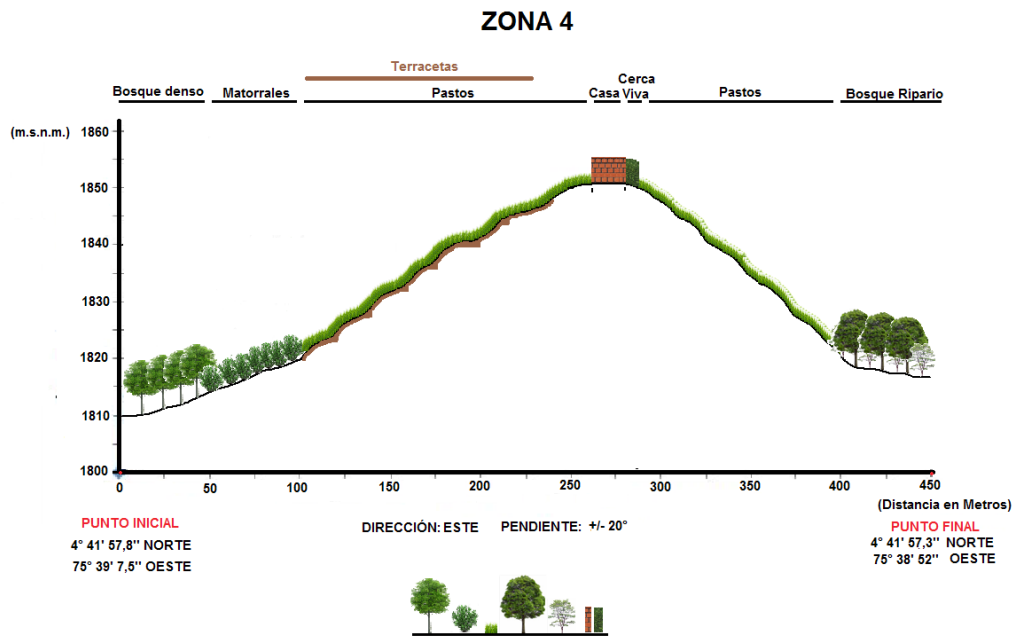 ZONA 4
Terracetas
Bosque denso Matorrales Pastos Casa Cerca Viva Pastos Bosque Ripario
(m.s.n.m.)
1860
1850
1840
1830
1820
1810
1800
0 50 100 150 200 250 300 350 400 450
(Distancia en Metros)
PUNTO INICIAL
4° 41' 57,8'' NORTE
75° 39' 7,5'' OESTE
DIRECCIÓN: ESTE PENDIENTE: +/- 20°
PUNTO FINAL
4° 41' 57,3'' NORTE
75° 38' 52'' OESTE